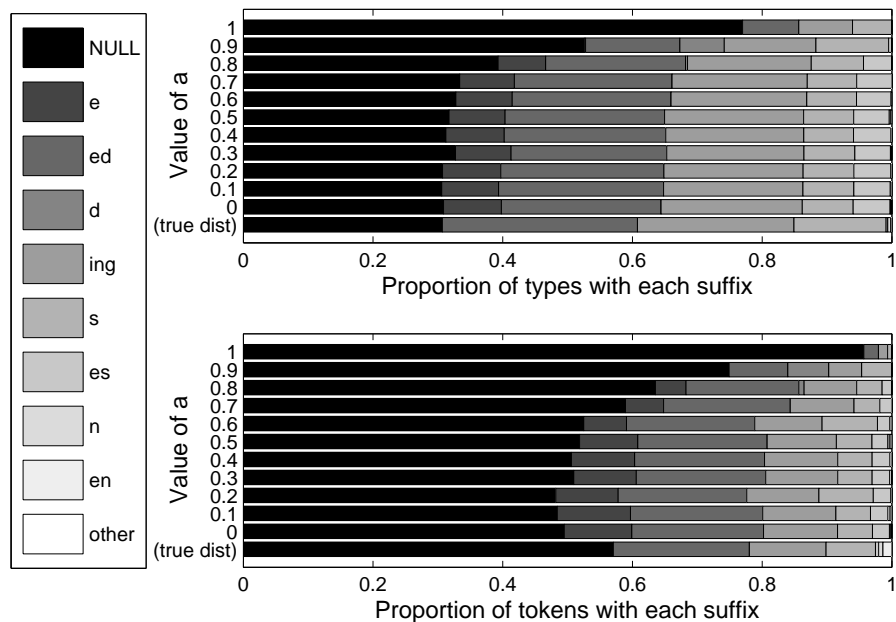 NULL
e
ed
d
ing
s
es
n
en
other
Value of a
1
0.9
0.8
0.7
0.6
0.5
0.4
0.3
0.2
0.1
0
(true dist)
0 0.2 0.4 0.6 0.8 1
Proportion of types with each suffix
Value of a
1
0.9
0.8
0.7
0.6
0.5
0.4
0.3
0.2
0.1
0
(true dist)
0 0.2 0.4 0.6 0.8 1
Proportion of tokens with each suffix